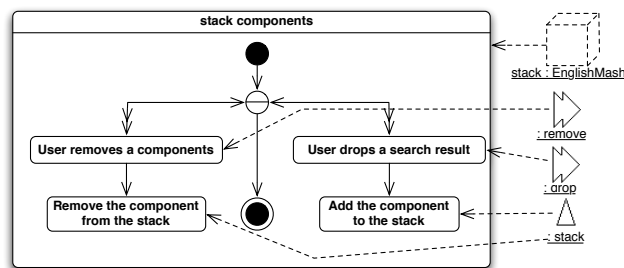 stack components
stack : EnglishMash
: remove
User removes a components
User drops a search result
: drop
Remove the component
from the stack
Add the component
to the stack
: stack